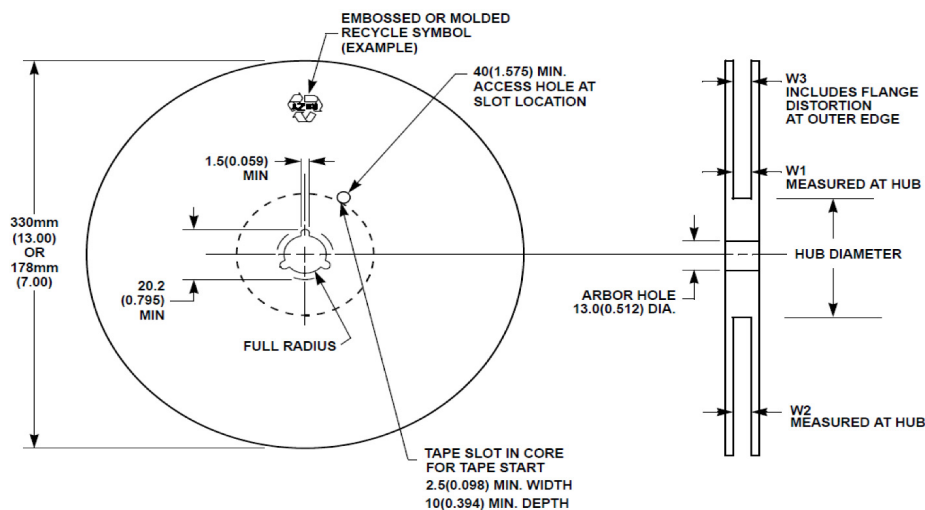 EMBOSSED OR MOLDED
RECYCLE SYMBOL
(EXAMPLE)
40(1.575) MIN.
ACCESS HOLE AT
SLOT LOCATION
W3
INCLUDES FLANGE
DISTORTION
AT OUTER EDGE
1.5(0.059)
MIN
W1
MEASURED AT HUB
330mm
(13.00)
OR
178mm
(7.00)
HUB DIAMETER
20.2
(0.795)
MIN
ARBOR HOLE
13.0(0.512) DIA.
FULL RADIUS
W2
MEASURED AT HUB
TAPE SLOT IN CORE
FOR TAPE START
2.5(0.098) MIN. WIDTH
10(0.394) MIN. DEPTH